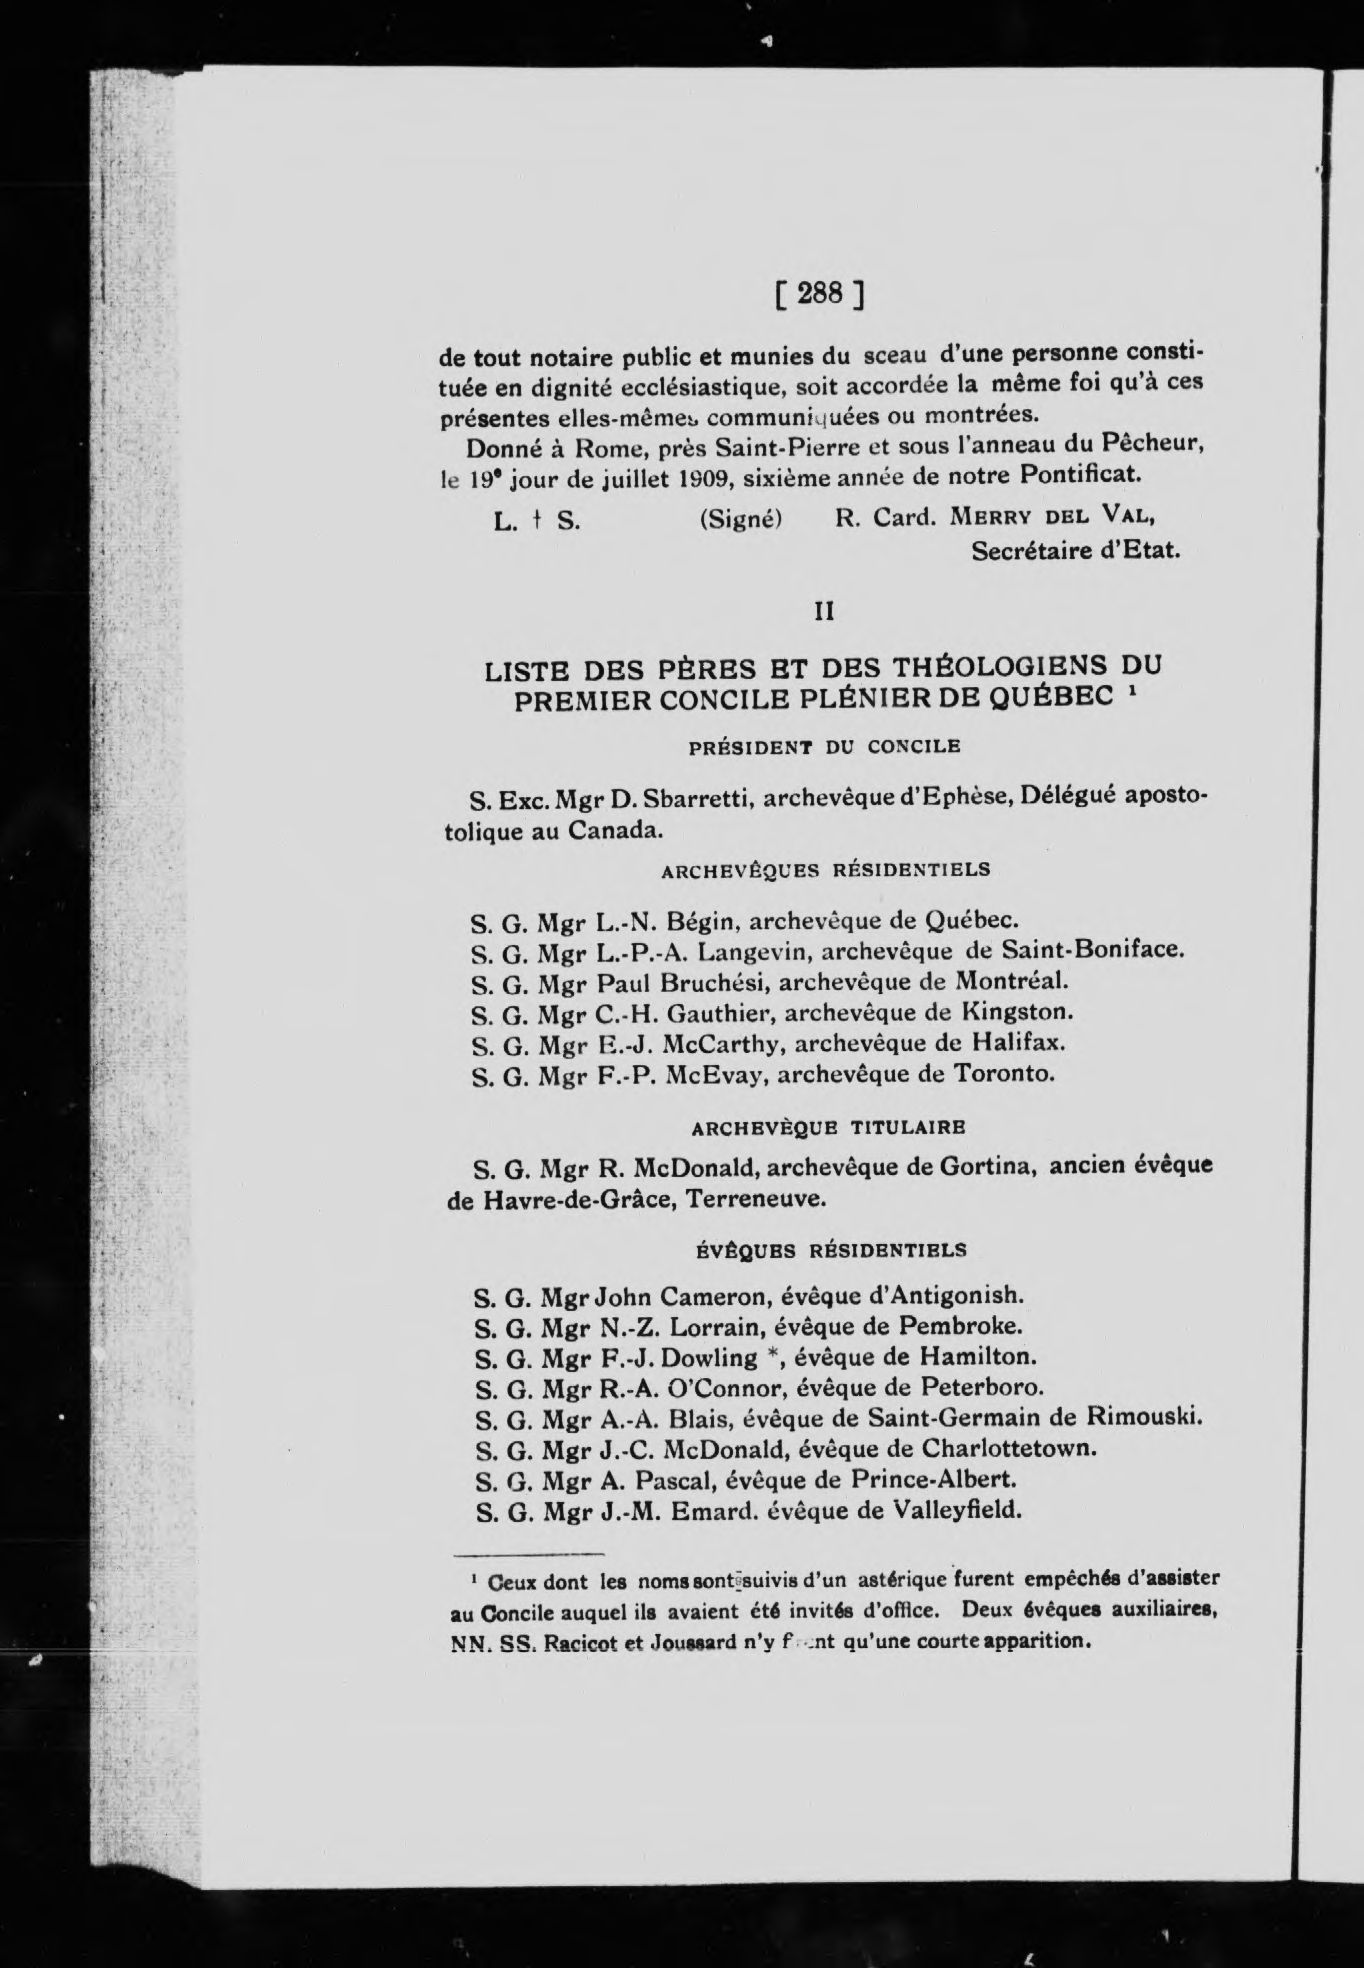 [ 288 ]
de tout notaire public et munies du sceau d'une personne consti-
tuée en dignité ecclésiastique, soit accordée la même foi qu'à ces
présentes elles-mêmes communiquées ou montrées.
Donné à Rome, près Saint-Pierre et sous l'anneau du Pêcheur,
le 19e jour de juillet 1909, sixième année de notre Pontificat.
L. † S. (Signé) R. Card. MERRY DEL VAL,
Secrétaire d'Etat.
II
LISTE DES PÈRES ET DES THÉOLOGIENS DU
PREMIER CONCILE PLÉNIER DE QUÉBEC ¹
PRÉSIDENT DU CONCILE
S. Exc. Mgr D. Sbarretti, archevêque d'Ephèse, Délégué aposto-
tolique au Canada.
ARCHEVÊQUES RÉSIDENTIELS
S. G. Mgr L.-N. Bégin, archevêque de Québec.
S. G. Mgr L.-P.-A. Langevin, archevêque de Saint-Boniface.
S. G. Mgr Paul Bruchési, archevêque de Montréal.
S. G. Mgr C.-H. Gauthier, archevêque de Kingston.
S. G. Mgr E.-J. McCarthy, archevêque de Halifax.
S. G. Mgr F.-P. McEvay, archevêque de Toronto.
ARCHEVÈQUE TITULAIRE
S. G. Mgr R. McDonald, archevêque de Gortina, ancien évêque
de Havre-de-Grâce, Terreneuve.
ÉVÊQUES RÉSIDENTIELS
S. G. Mgr John Cameron, évêque d'Antigonish.
S. G. Mgr N.-Z. Lorrain, évêque de Pembroke.
S. G. Mgr F.-J. Dowling *, évêque de Hamilton.
S. G. Mgr R.-A. O'Connor, évêque de Peterboro.
S. G. Mgr A.-A. Blais, évêque de Saint-Germain de Rimouski.
S. G. Mgr J.-C. McDonald, évêque de Charlottetown.
S. G. Mgr A. Pascal, évêque de Prince-Albert.
S. G. Mgr J.-M. Emard. évêque de Valleyfield.
¹ Ceux dont les noms sont suivis d'un astérique furent empêchés d'assister
au Concile auquel ils avaient été invités d'office. Deux évêques auxiliaires,
NN. SS. Racicot et Joussard n'y qu'une courte apparition.